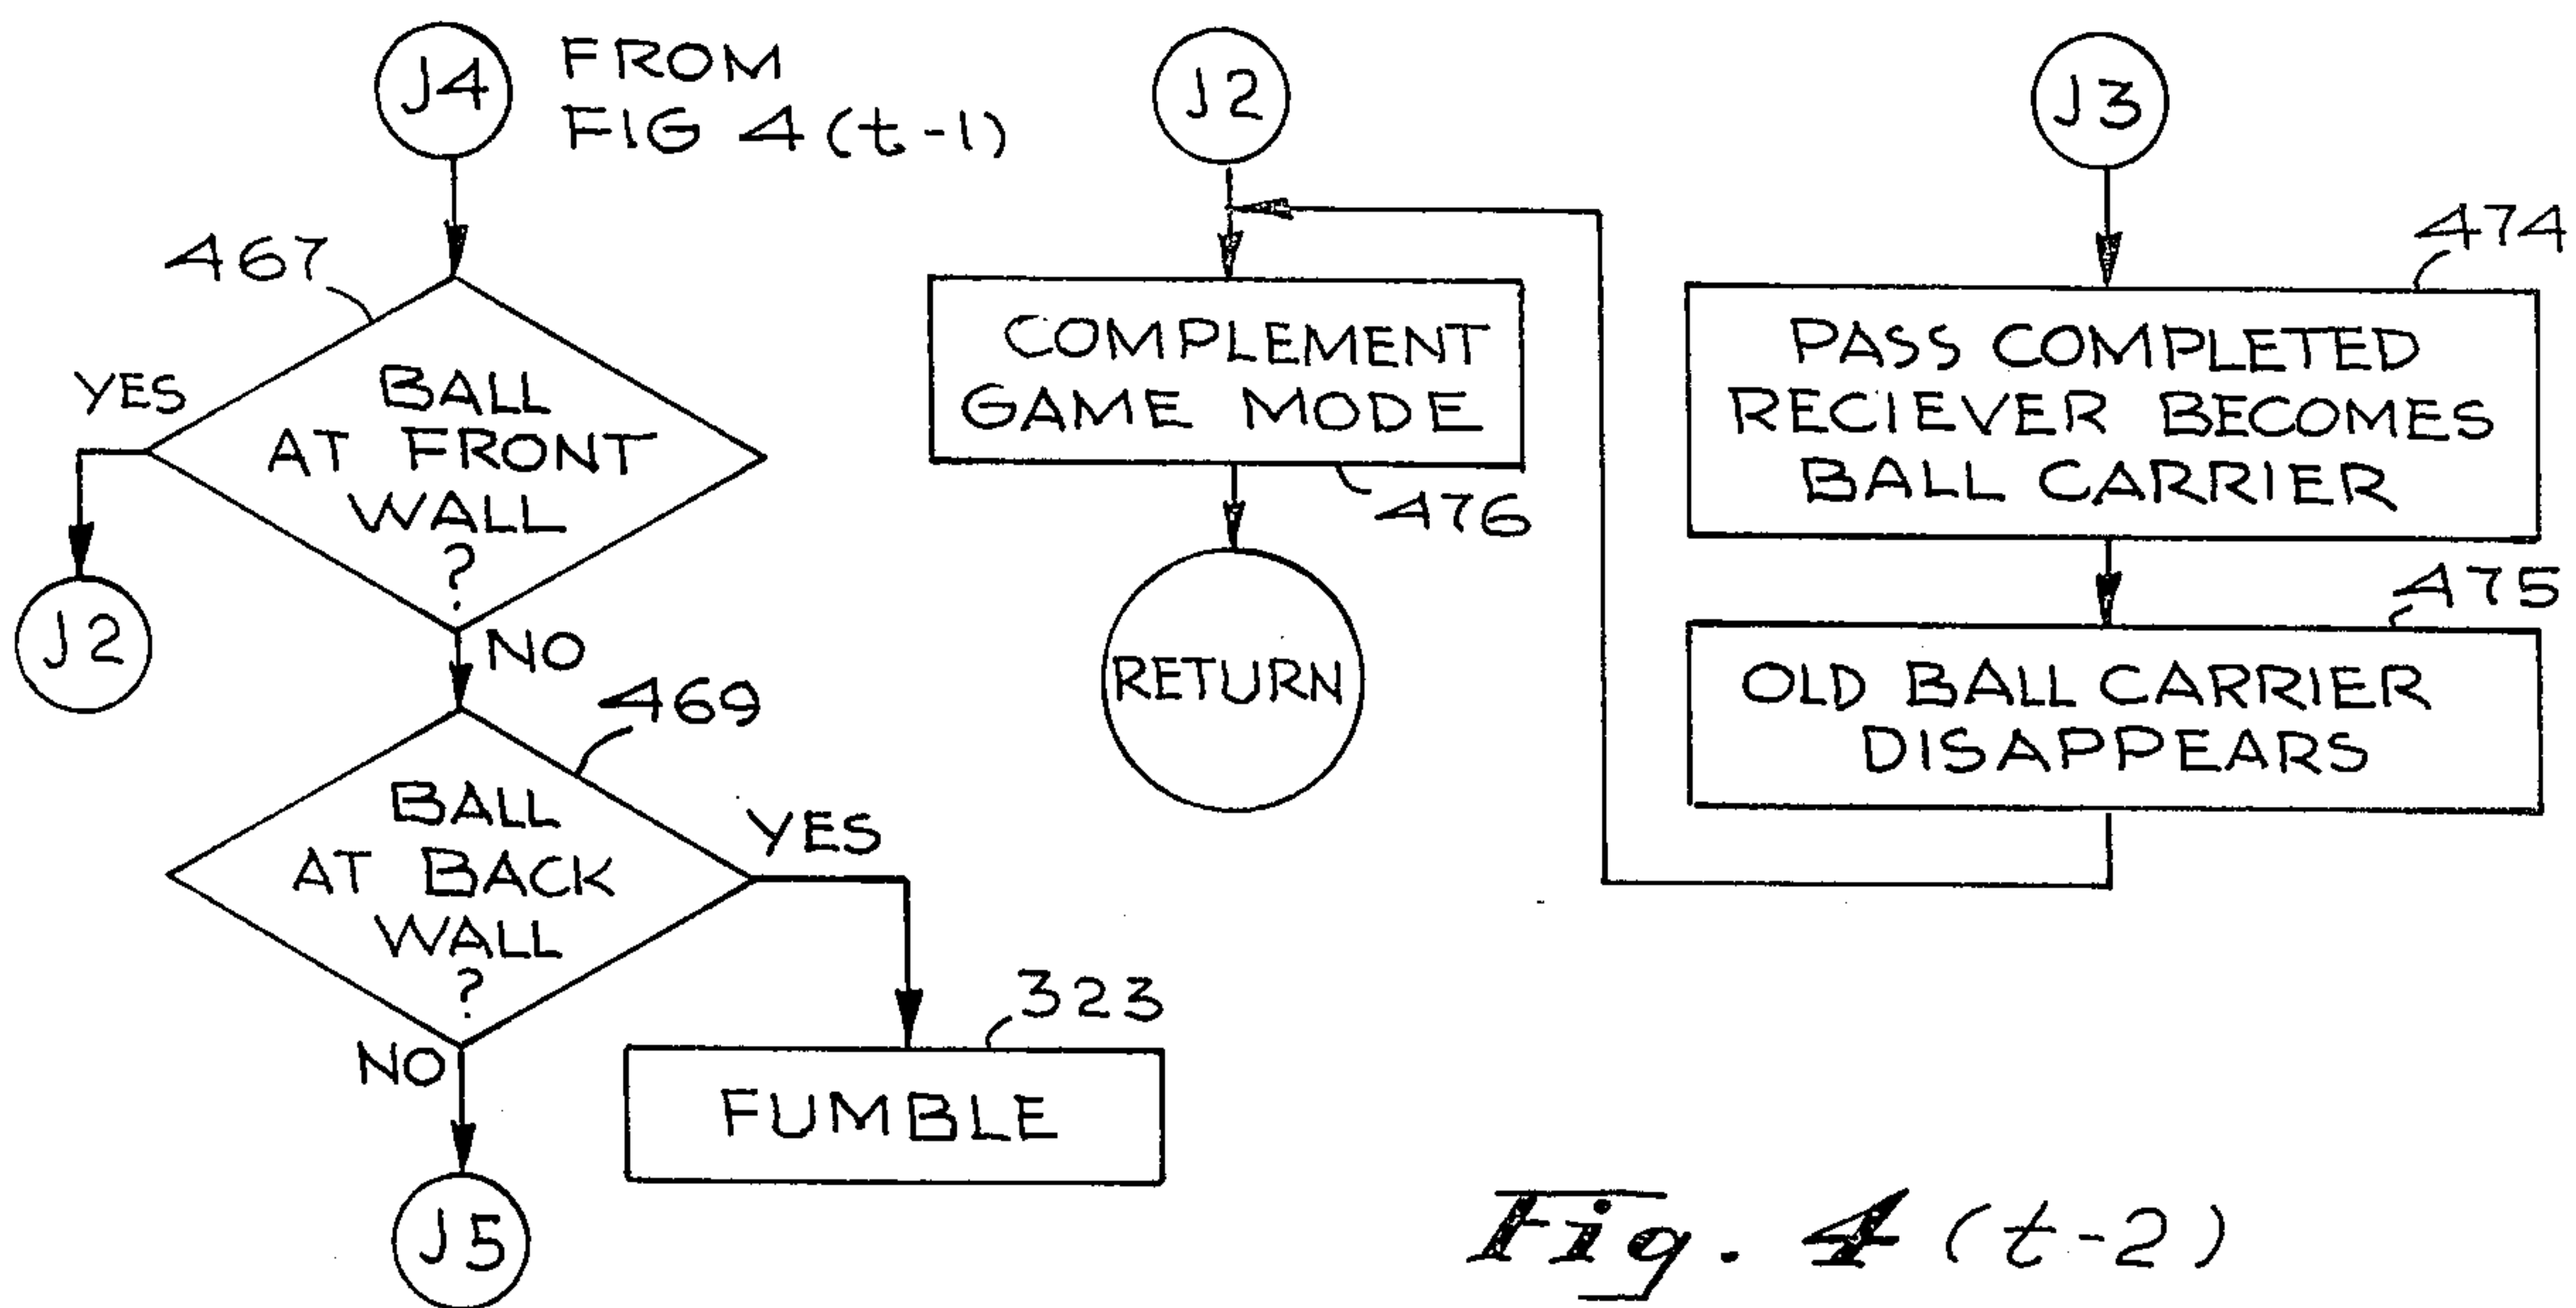 J4
FROM
FIG 4 (t-1)
467
BALL
AT FRONT
WALL
?
YES
J2
NO
469
BALL
AT BACK
WALL
?
YES
323
FUMBLE
NO
J5
J2
COMPLEMENT
GAME MODE
476
RETURN
J3
474
PASS COMPLETED
RECIEVER BECOMES
BALL CARRIER
475
OLD BALL CARRIER
DISAPPEARS
Fig. 4 (t-2)